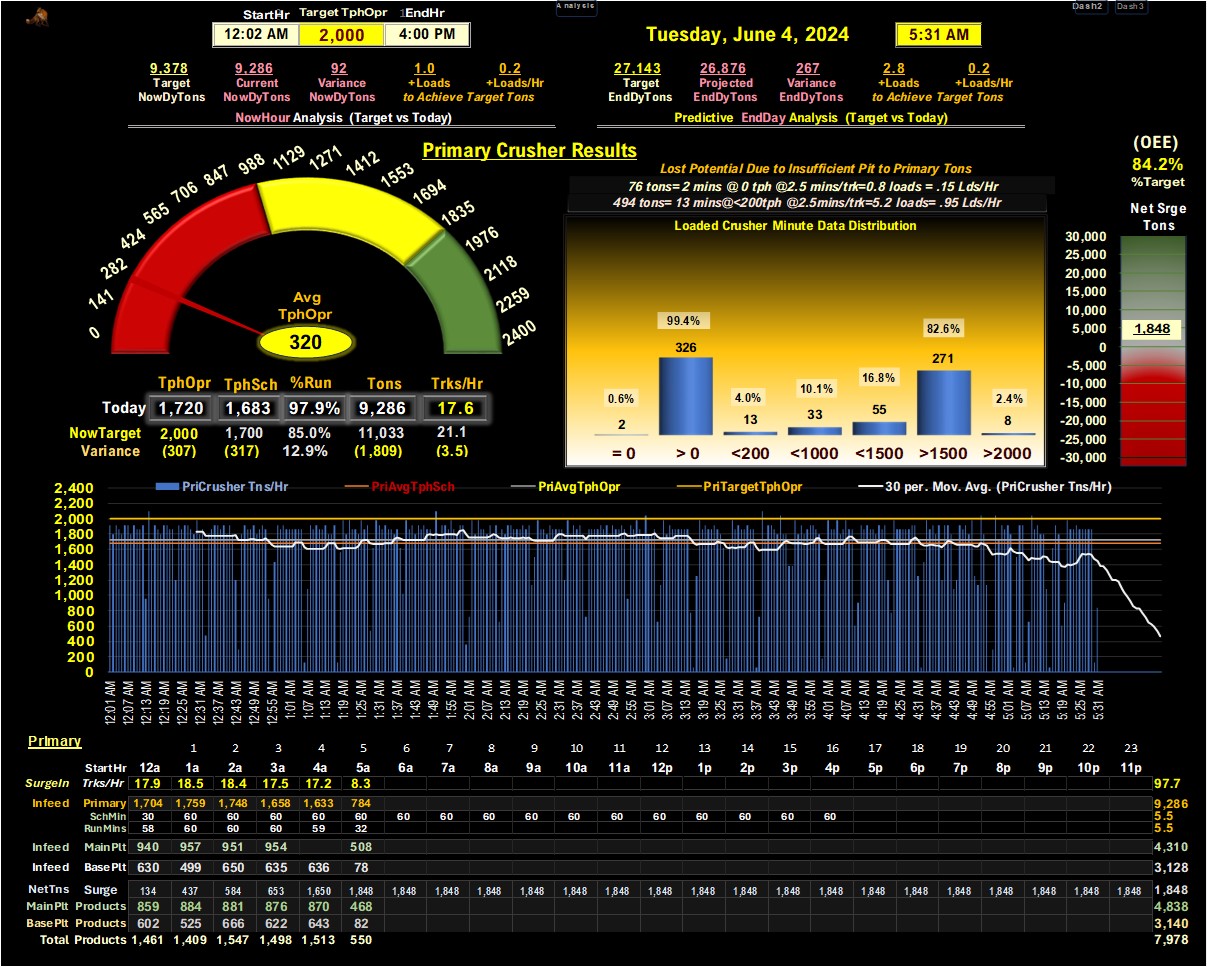 Analysis
Dash2 Dash3
StartHr Target TphOpr 1EndHr
12:02 AM 2,000 4:00 PM
Tuesday, June 4, 2024 5:31 AM
9,378 9,286 92 1.0 0.2
Target Current Variance +Loads +Loads/Hr
NowDyTons NowDyTons NowDyTons to Achieve Target Tons
NowHour Analysis (Target vs Today)
27,143 26,876 267 2.8 0.2
Target Projected Variance +Loads +Loads/Hr
EndDyTons EndDyTons EndDyTons to Achieve Target Tons
Predictive EndDay Analysis (Target vs Today)
Primary Crusher Results
0 141 282 424 565 706 847 988 1129 1271 1412 1553 1694 1835 1976 2118 2259 2400
Avg
TphOpr
320
Lost Potential Due to Insufficient Pit to Primary Tons
76 tons= 2 mins @ 0 tph @2.5 mins/trk=0.8 loads = .15 Lds/Hr
494 tons= 13 mins@<200tph @2.5mins/trk=5.2 loads= .95 Lds/Hr
Loaded Crusher Minute Data Distribution
0.6% 99.4% 4.0% 10.1% 16.8% 82.6% 2.4%
2 326 13 33 55 271 8
= 0 > 0 <200 <1000 <1500 >1500 >2000
(OEE)
84.2%
%Target
Net Srge
Tons
30,000
25,000
20,000
15,000
10,000
5,000
0
-5,000
-10,000
-15,000
-20,000
-25,000
-30,000
1,848
TphOpr TphSch %Run Tons Trks/Hr
Today 1,720 1,683 97.9% 9,286 17.6
NowTarget 2,000 1,700 85.0% 11,033 21.1
Variance (307) (317) 12.9% (1,809) (3.5)
PriCrusher Tns/Hr PriAvgTphSch PriAvgTphOpr PriTargetTphOpr 30 per. Mov. Avg. (PriCrusher Tns/Hr)
2,400
2,200
2,000
1,800
1,600
1,400
1,200
1,000
800
600
400
200
0
12:01 AM 12:07 AM 12:13 AM 12:19 AM 12:25 AM 12:31 AM 12:37 AM 12:43 AM 12:49 AM 12:55 AM 1:01 AM 1:07 AM 1:13 AM 1:19 AM 1:25 AM 1:31 AM 1:37 AM 1:43 AM 1:49 AM 1:55 AM 2:01 AM 2:07 AM 2:13 AM 2:19 AM 2:25 AM 2:31 AM 2:37 AM 2:43 AM 2:49 AM 2:55 AM 3:01 AM 3:07 AM 3:13 AM 3:19 AM 3:25 AM 3:31 AM 3:37 AM 3:43 AM 3:49 AM 3:55 AM 4:01 AM 4:07 AM 4:13 AM 4:19 AM 4:25 AM 4:31 AM 4:37 AM 4:43 AM 4:49 AM 4:55 AM 5:01 AM 5:07 AM 5:13 AM 5:19 AM 5:25 AM 5:31 AM
Primary
1 2 3 4 5 6 7 8 9 10 11 12 13 14 15 16 17 18 19 20 21 22 23
StartHr 12a 1a 2a 3a 4a 5a 6a 7a 8a 9a 10a 11a 12p 1p 2p 3p 4p 5p 6p 7p 8p 9p 10p 11p
SurgeIn Trks/Hr 17.9 18.5 18.4 17.5 17.2 8.3 97.7
Infeed Primary 1,704 1,759 1,748 1,658 1,633 784 9,286
SchMin 30 60 60 60 60 60 60 60 60 60 60 60 60 60 60 60 60 5.5
RunMins 58 60 60 60 59 32 5.5
Infeed MainPlt 940 957 951 954 508 4,310
Infeed BasePlt 630 499 650 635 636 78 3,128
NetTns Surge 134 437 584 653 1,650 1,848 1,848 1,848 1,848 1,848 1,848 1,848 1,848 1,848 1,848 1,848 1,848 1,848 1,848 1,848 1,848 1,848 1,848 1,848 1,848
MainPlt Products 859 884 881 876 870 468 4,838
BasePlt Products 602 525 666 622 643 82 3,140
Total Products 1,461 1,409 1,547 1,498 1,513 550 7,978